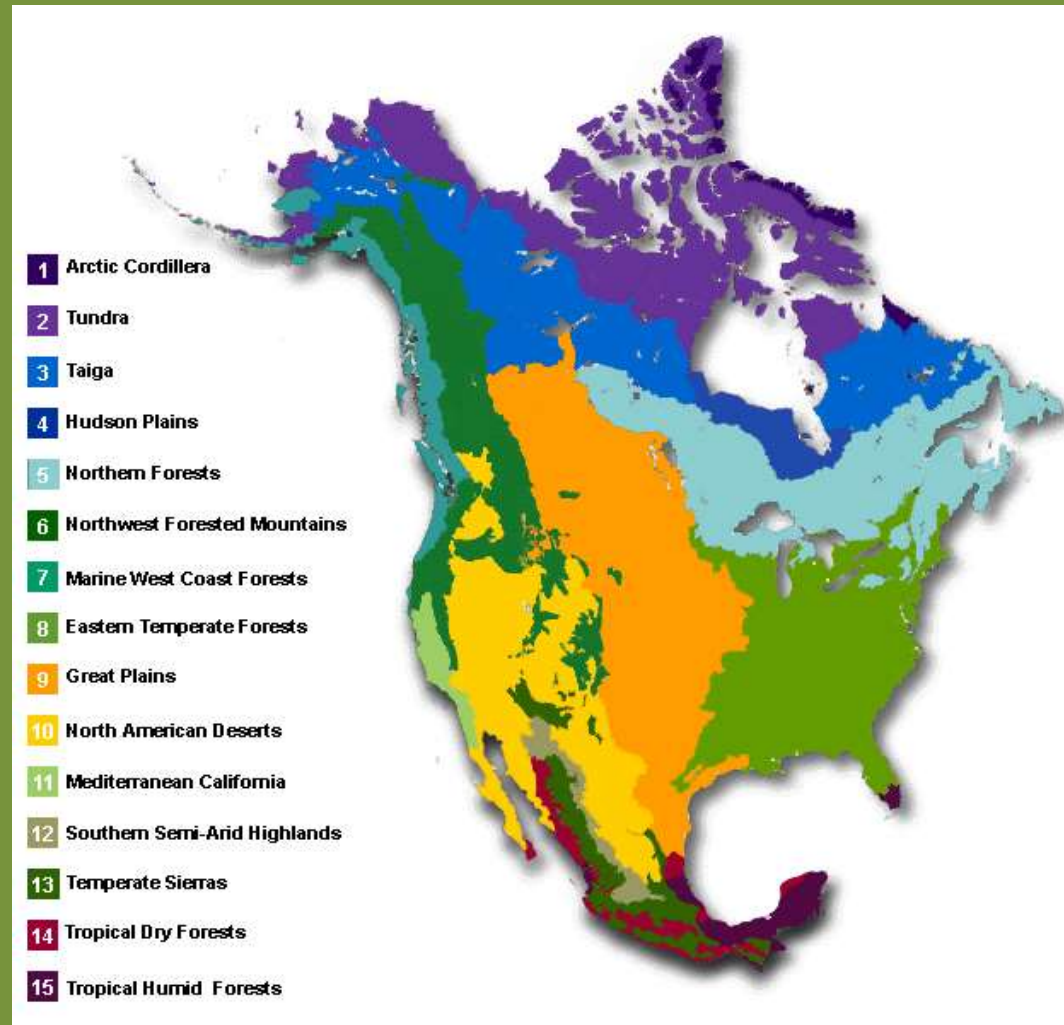 1 Arctic Cordillera
2 Tundra
3 Taiga
4 Hudson Plains
5 Northern Forests
6 Northwest Forested Mountains
7 Marine West Coast Forests
8 Eastern Temperate Forests
9 Great Plains
10 North American Deserts
11 Mediterranean California
12 Southern Semi-Arid Highlands
13 Temperate Sierras
14 Tropical Dry Forests
15 Tropical Humid Forests